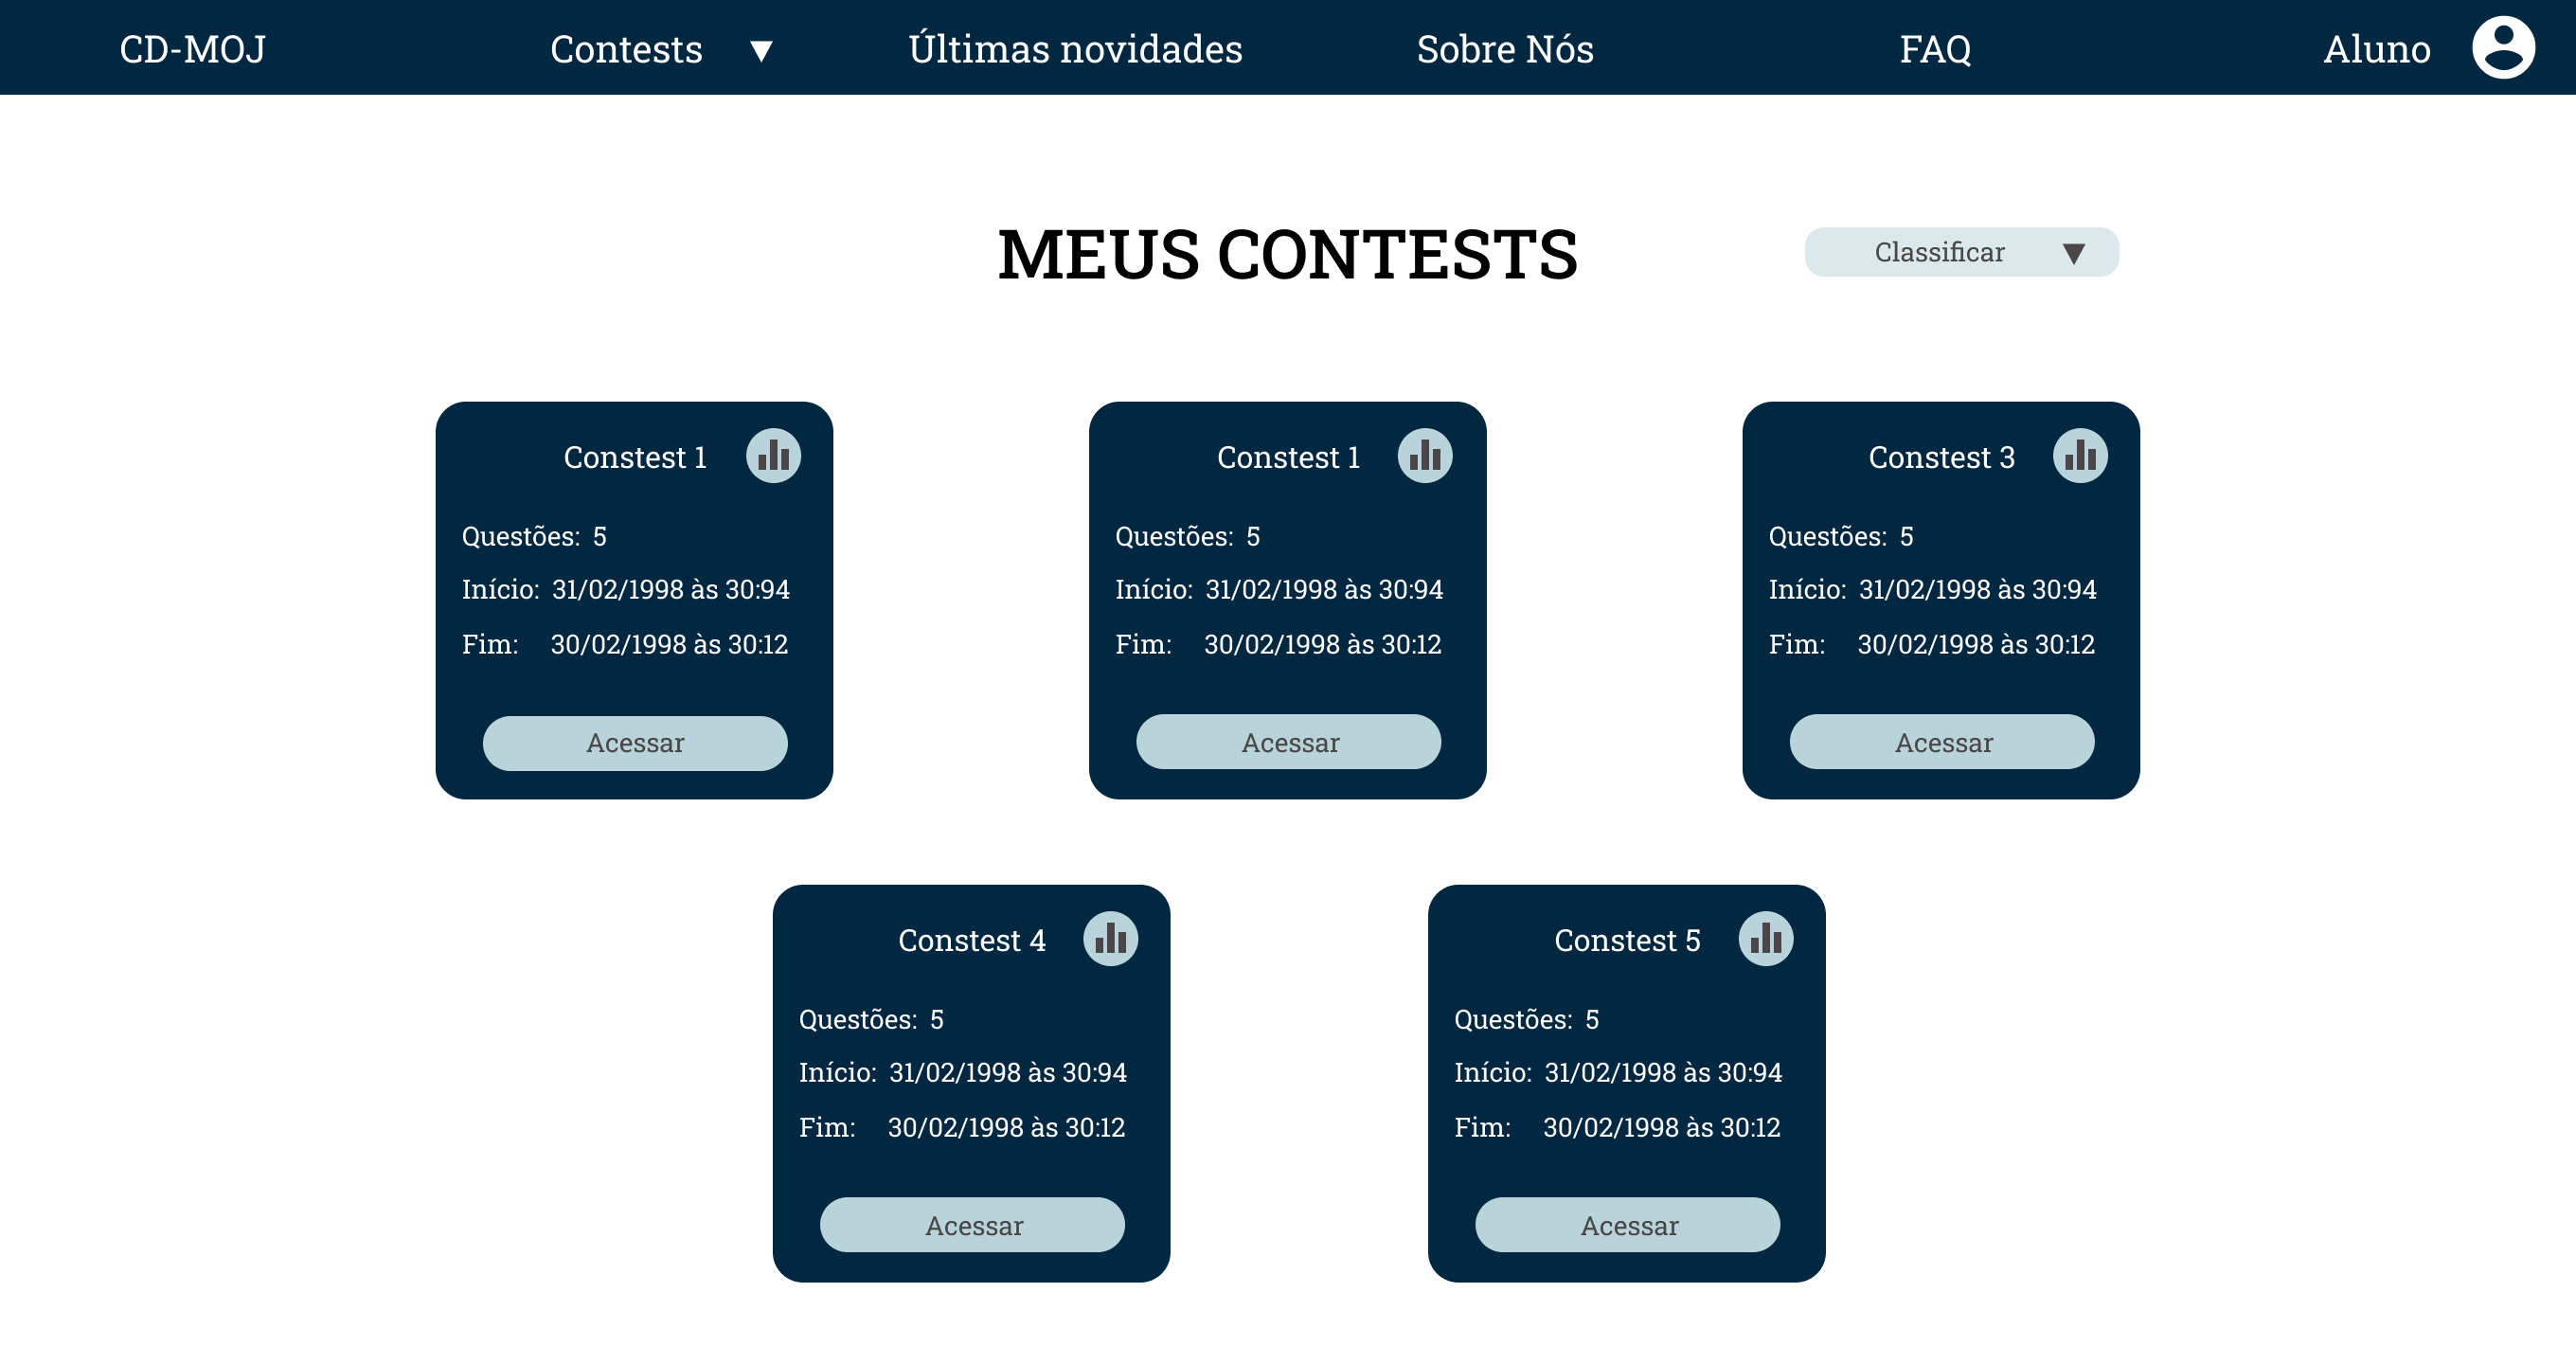 CD-MOJ Contests ▼ Últimas novidades Sobre Nós FAQ Aluno
MEUS CONTESTS
Classificar ▼
Constest 1
Questões: 5
Início: 31/02/1998 às 30:94
Fim: 30/02/1998 às 30:12
Acessar
Constest 1
Questões: 5
Início: 31/02/1998 às 30:94
Fim: 30/02/1998 às 30:12
Acessar
Constest 3
Questões: 5
Início: 31/02/1998 às 30:94
Fim: 30/02/1998 às 30:12
Acessar
Constest 4
Questões: 5
Início: 31/02/1998 às 30:94
Fim: 30/02/1998 às 30:12
Acessar
Constest 5
Questões: 5
Início: 31/02/1998 às 30:94
Fim: 30/02/1998 às 30:12
Acessar